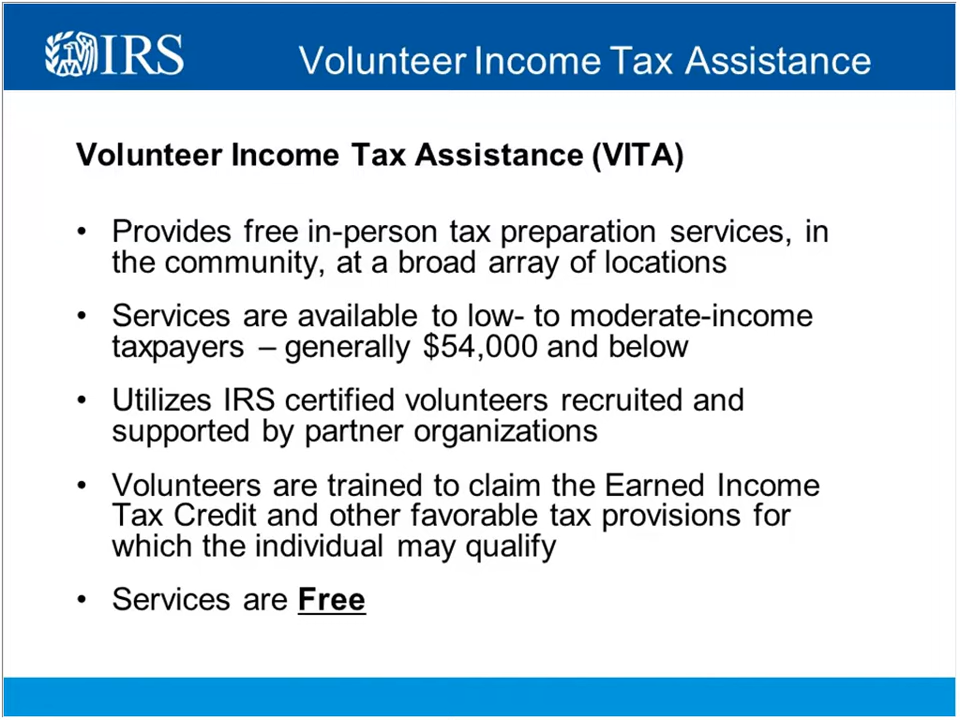 IRS
Volunteer Income Tax Assistance
Volunteer Income Tax Assistance (VITA)
• Provides free in-person tax preparation services, in
the community, at a broad array of locations
• Services are available to low- to moderate-income
taxpayers – generally $54,000 and below
• Utilizes IRS certified volunteers recruited and
supported by partner organizations
• Volunteers are trained to claim the Earned Income
Tax Credit and other favorable tax provisions for
which the individual may qualify
• Services are Free